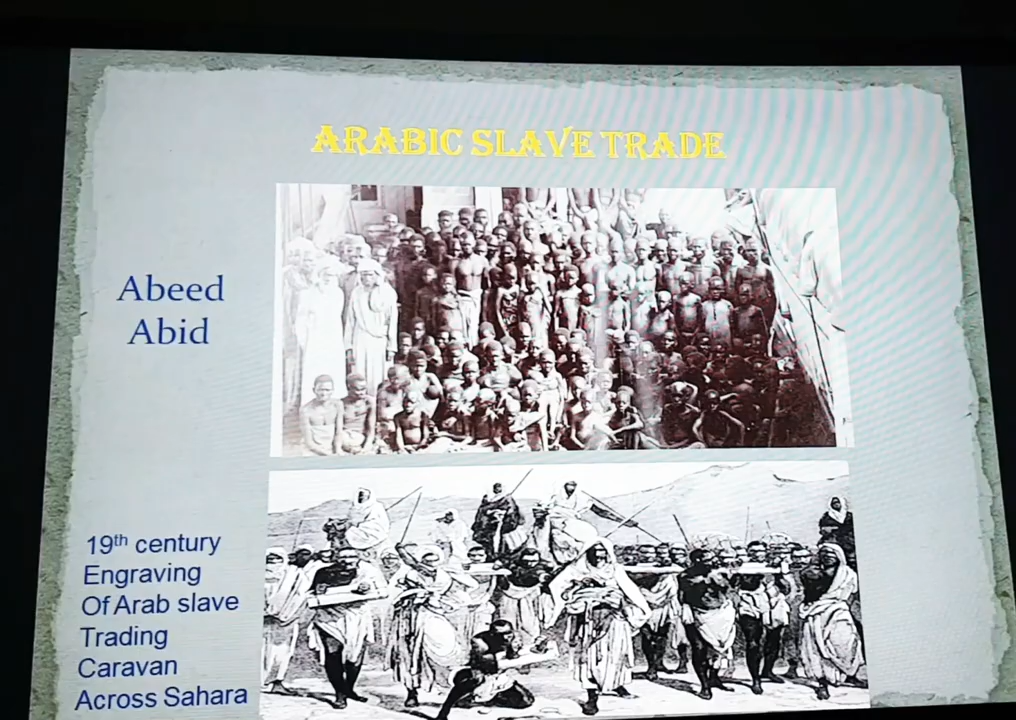 ARABIC SLAVE TRADE
Abeed
Abid
19th century
Engraving
Of Arab slave
Trading
Caravan
Across Sahara